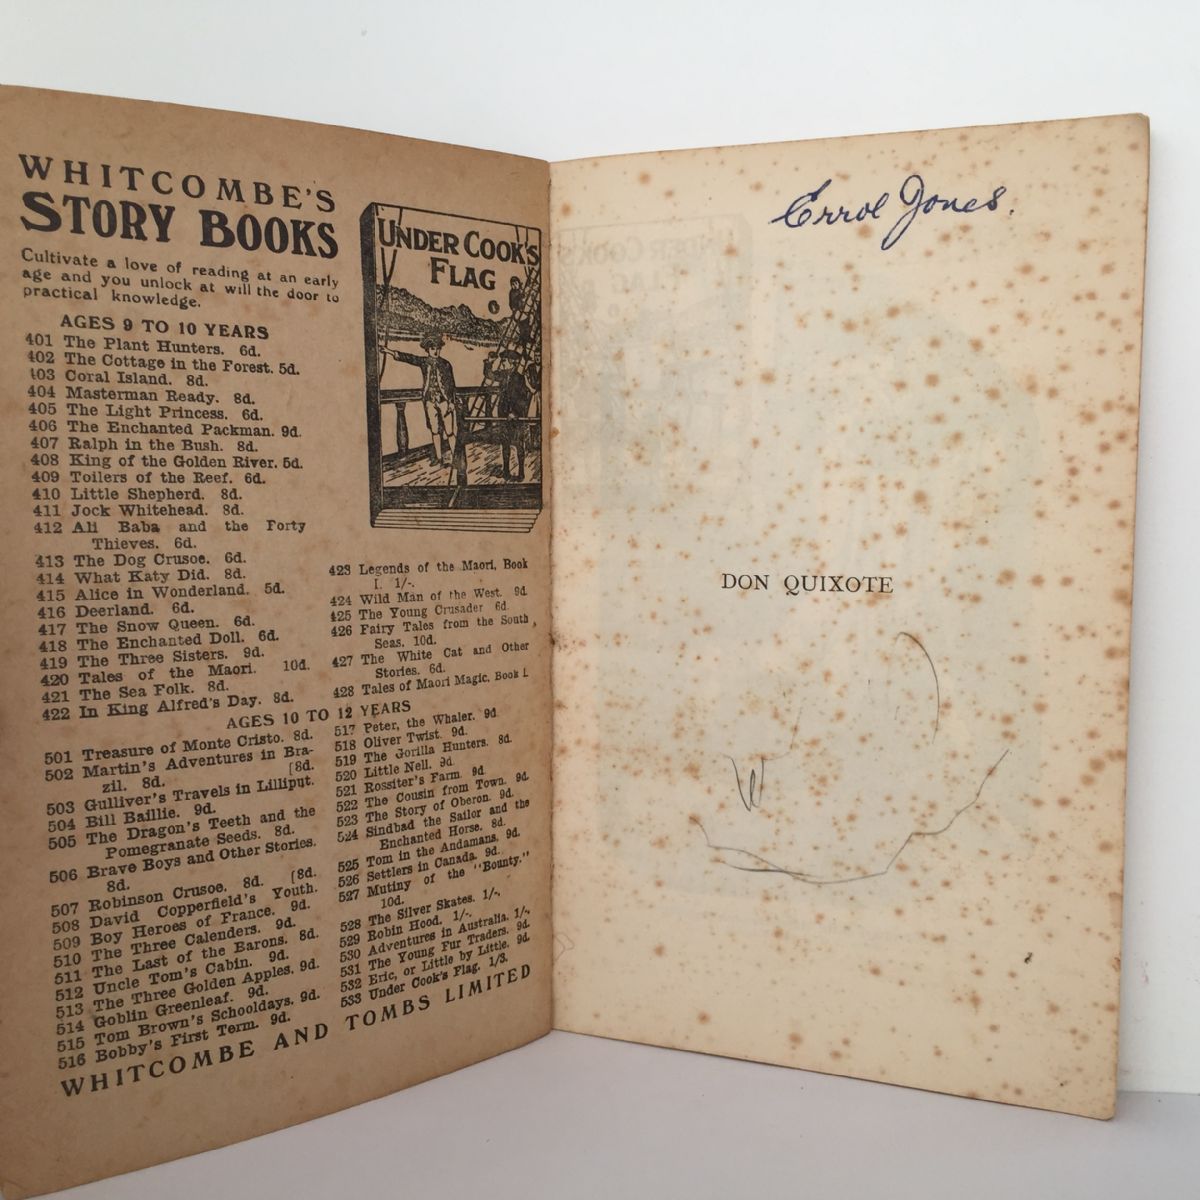 WHITCOMBE'S
STORY BOOKS
Cultivate a love of reading at an early
age and you unlock at will the door to
practical knowledge.
UNDER COOK'S
FLAG
AGES 9 TO 10 YEARS
401 The Plant Hunters. 6d.
402 The Cottage in the Forest. 5d.
403 Coral Island. 8d.
404 Masterman Ready. 8d.
405 The Light Princess. 6d.
406 The Enchanted Packman. 9d.
407 Ralph in the Bush. 8d.
408 King of the Golden River. 5d.
409 Toilers of the Reef. 6d.
410 Little Shepherd. 8d.
411 Jock Whitehead. 8d.
412 Ali Baba and the Forty
Thieves. 6d.
413 The Dog Crusoe. 6d.
414 What Katy Did. 8d.
415 Alice in Wonderland. 5d.
416 Deerland. 6d.
417 The Snow Queen. 6d.
418 The Enchanted Doll. 6d.
419 The Three Sisters. 9d.
420 Tales of the Maori. 10d.
421 The Sea Folk. 8d.
422 In King Alfred's Day. 8d.
423 Legends of the Maori, Book
I. 1/-.
424 Wild Man of the West. 9d.
425 The Young Crusader 6d.
426 Fairy Tales from the South
Seas. 10d.
427 The White Cat and Other
Stories. 6d.
428 Tales of Maori Magic, Book I.
AGES 10 TO 12 YEARS
501 Treasure of Monte Cristo. 8d.
502 Martin's Adventures in Bra-
zil. 8d. [8d.
503 Gulliver's Travels in Lilliput.
504 Bill Baillie. 9d.
505 The Dragon's Teeth and the
Pomegranate Seeds. 8d.
506 Brave Boys and Other Stories.
8d.
507 Robinson Crusoe. 8d. [8d.
508 David Copperfield's Youth.
509 Boy Heroes of France. 9d.
510 The Three Calenders. 9d.
511 The Last of the Barons. 8d.
512 Uncle Tom's Cabin. 9d.
513 The Three Golden Apples. 9d.
514 Goblin Greenleaf. 9d.
515 Tom Brown's Schooldays. 9d.
516 Bobby's First Term. 9d.
517 Peter, the Whaler. 9d.
518 Oliver Twist. 9d.
519 The Gorilla Hunters. 8d.
520 Little Nell. 9d.
521 Rossiter's Farm. 9d.
522 The Cousin from Town. 9d.
523 The Story of Oberon. 9d.
524 Sindbad the Sailor and the
Enchanted Horse. 8d.
525 Tom in the Andamans. 9d.
526 Settlers in Canada. 9d.
527 Mutiny of the "Bounty."
10d.
528 The Silver Skates. 1/-.
529 Robin Hood. 1/-.
530 Adventures in Australia. 1/-.
531 The Young Fur Traders. 9d.
532 Eric, or Little by Little. 9d.
533 Under Cook's Flag. 1/3.
WHITCOMBE AND TOMBS LIMITED
Errol Jones.
DON QUIXOTE